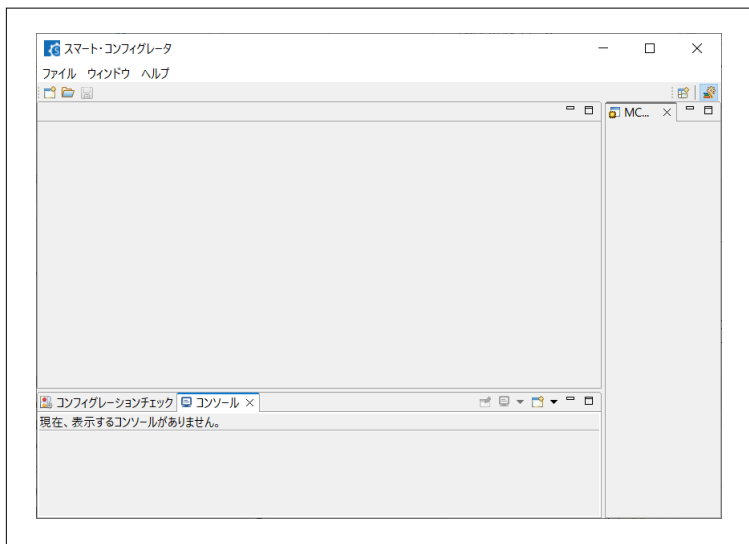 スマート・コンフィグレータ
ファイル ウィンドウ ヘルプ
MC...
コンフィグレーションチェック コンソール
現在、表示するコンソールがありません。